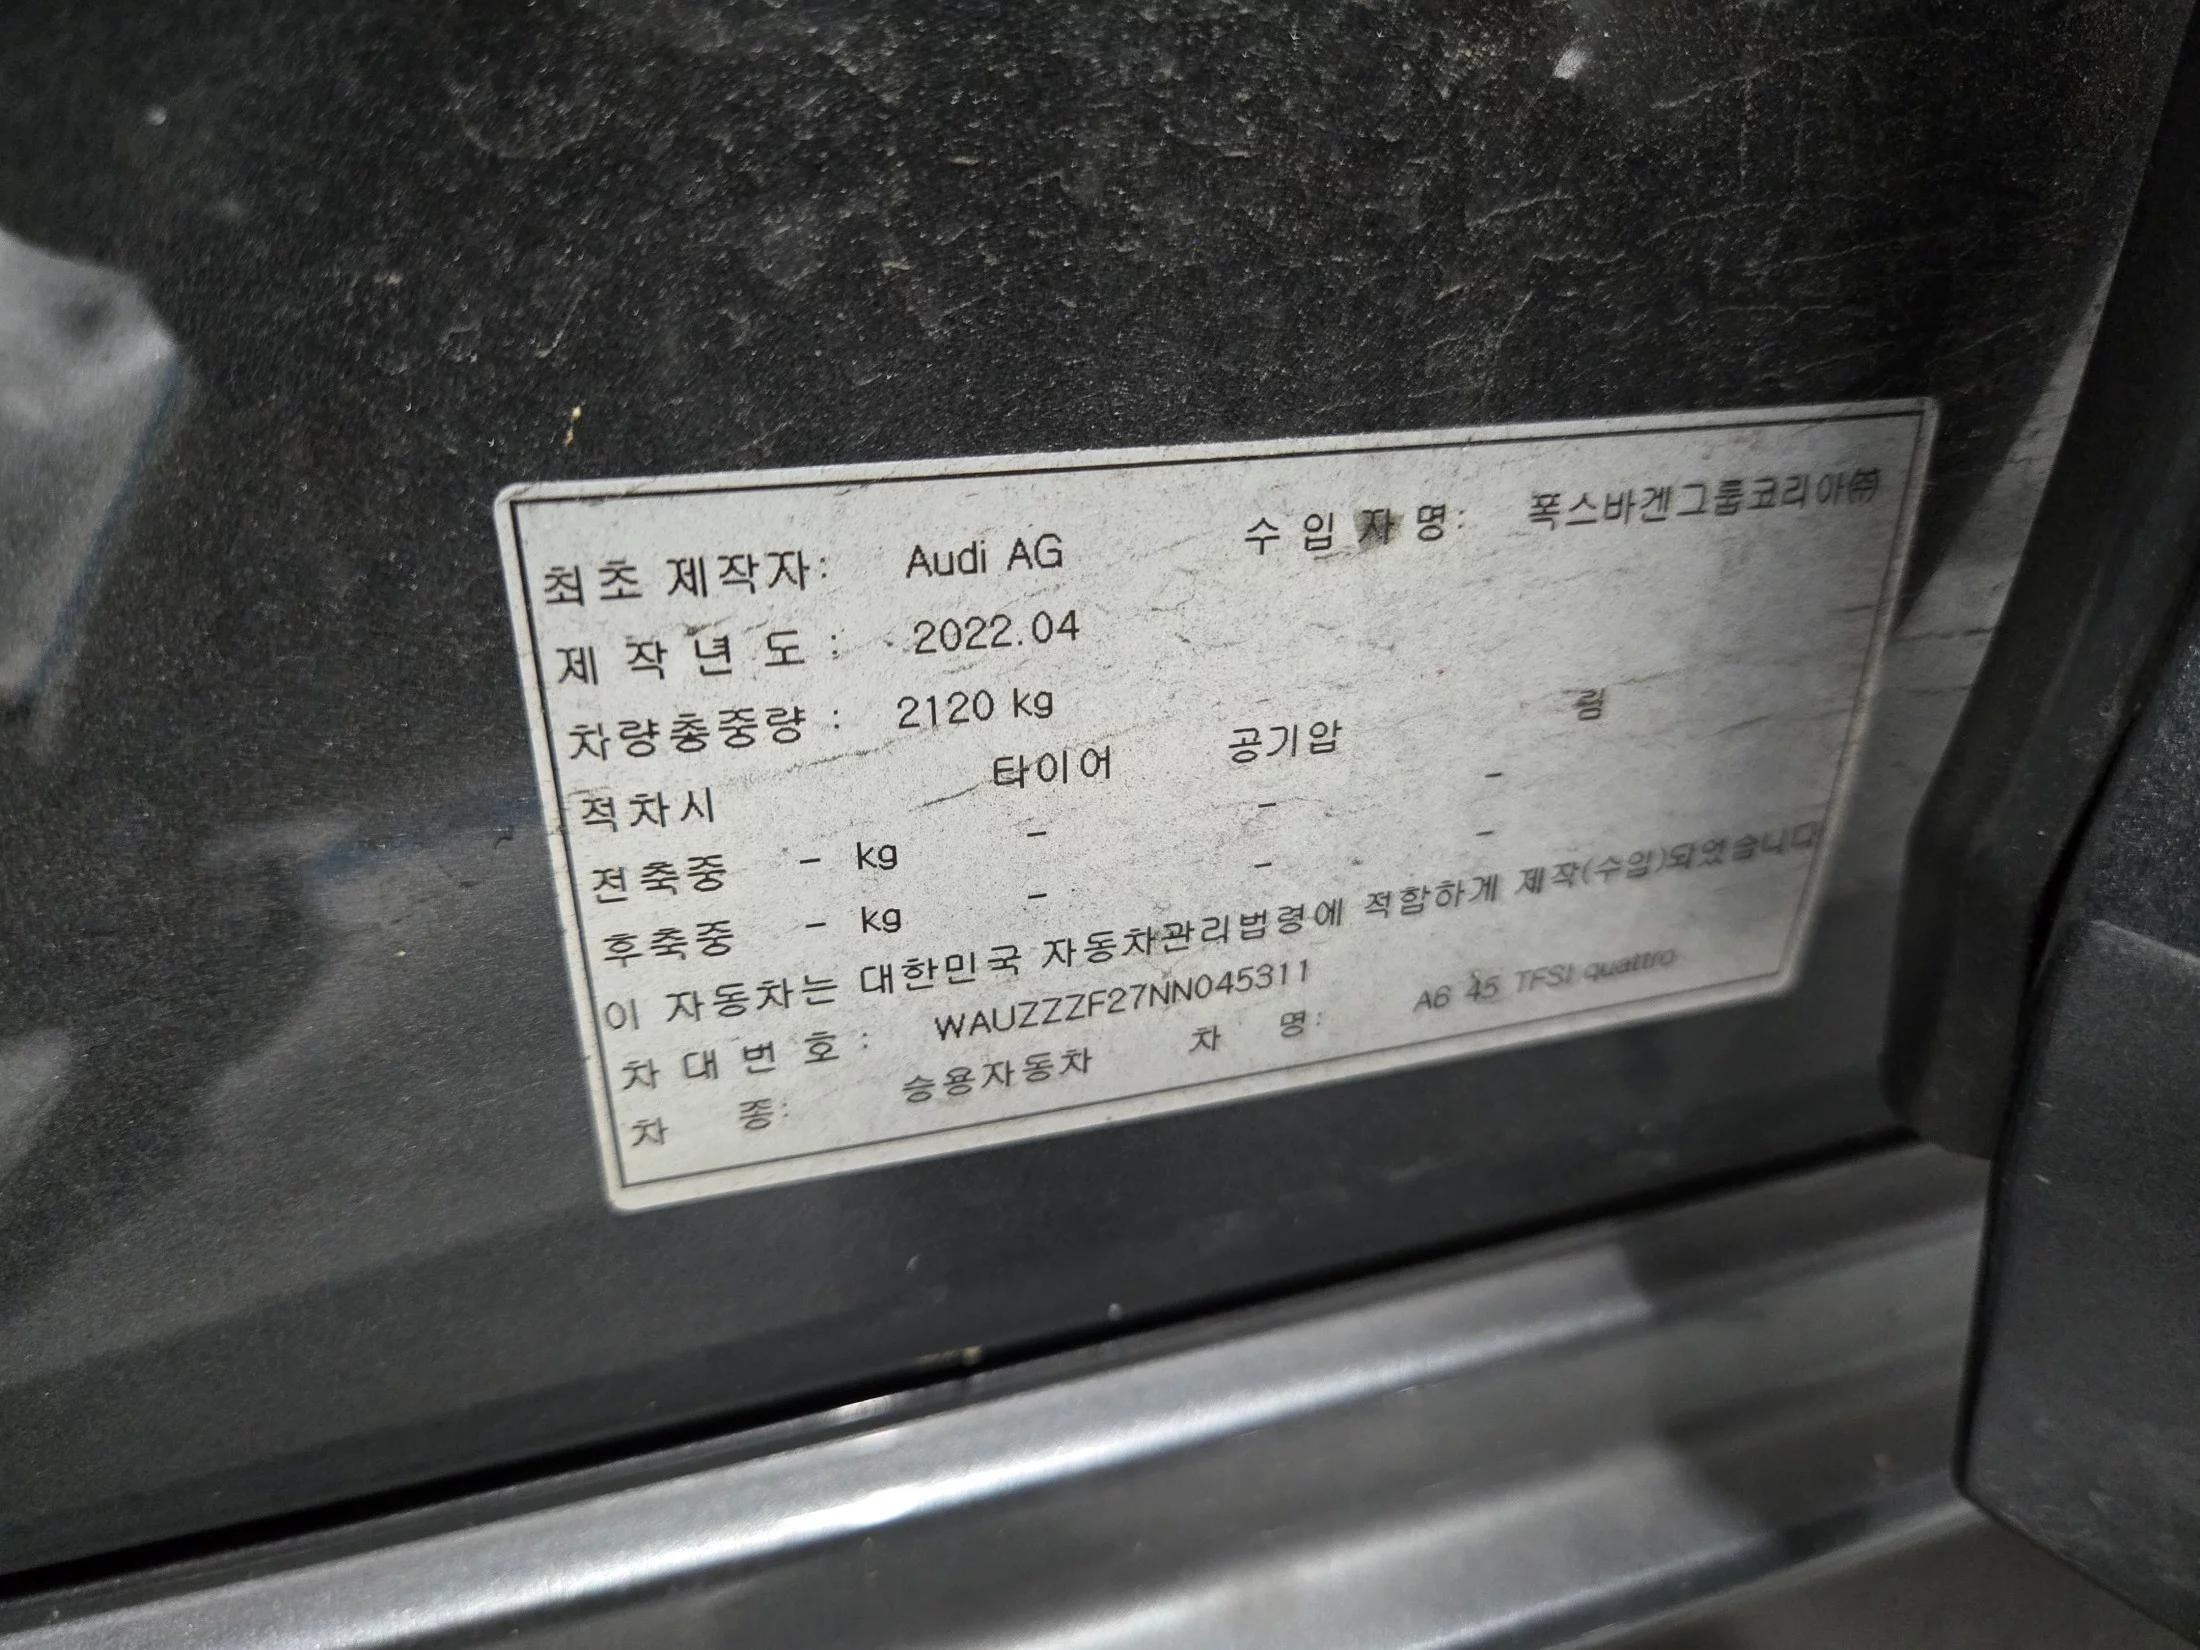 최초 제작자: Audi AG 수입자명: 폭스바겐그룹코리아㈜
제작년도: 2022.04
차량총중량: 2120 kg
적차시 타이어 공기압 림
전축중 - kg - - -
후축중 - kg - - -
이 자동차는 대한민국 자동차관리법령에 적합하게 제작(수입)되었습니다
차대번호: WAUZZZF27NN045311
차 종: 승용자동차 차 명: A6 45 TFSI quattro